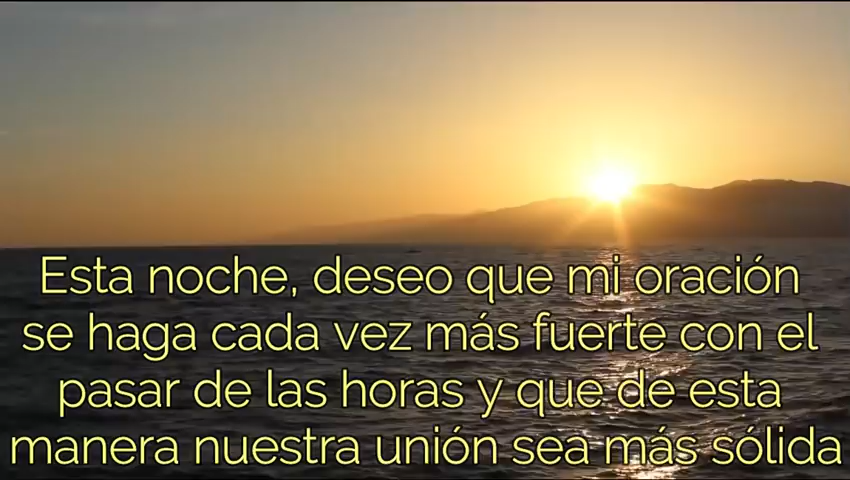 Esta noche, deseo que mi oración
se haga cada vez más fuerte con el
pasar de las horas y que de esta
manera nuestra unión sea más sólida